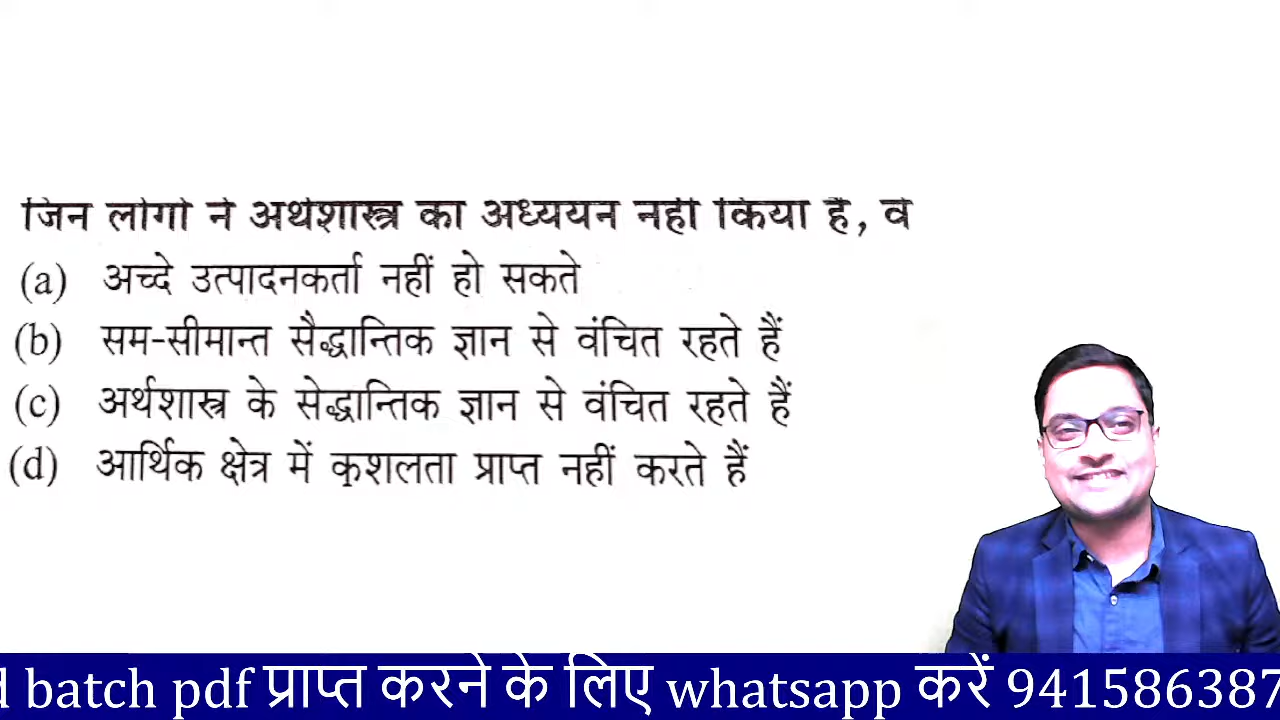 जिन लोगों ने अर्थशास्त्र का अध्ययन नहीं किया है, वे
(a) अच्दे उत्पादनकर्ता नहीं हो सकते
(b) सम-सीमान्त सैद्धान्तिक ज्ञान से वंचित रहते हैं
(c) अर्थशास्त्र के सेद्धान्तिक ज्ञान से वंचित रहते हैं
(d) आर्थिक क्षेत्र में कुशलता प्राप्त नहीं करते हैं
batch pdf प्राप्त करने के लिए whatsapp करें 941586387